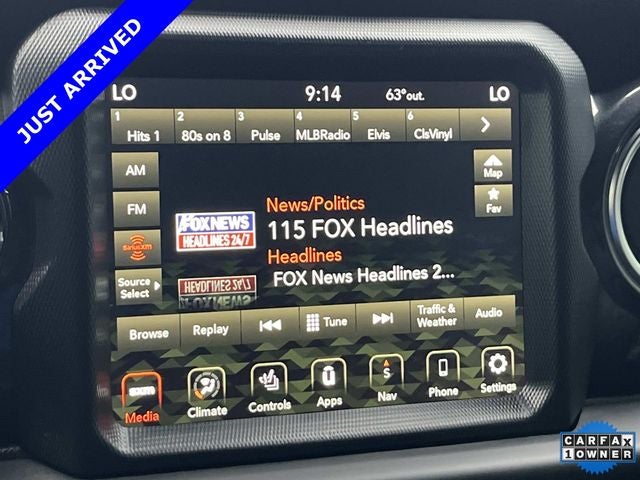 JUST ARRIVED
LO 9:14 63°out. LO
1 Hits 1 2 80s on 8 3 Pulse 4 MLBRadio 5 Elvis 6 ClsVinyl
AM
Map
FM
Fav
SiriusXM
News/Politics
FOX NEWS
HEADLINES 24/7
115 FOX Headlines
Headlines
Source
Select
FOX News Headlines 2...
Browse Replay Tune Traffic & Weather Audio
S
Media Climate Controls Apps Nav Phone Settings
CARFAX
1 OWNER